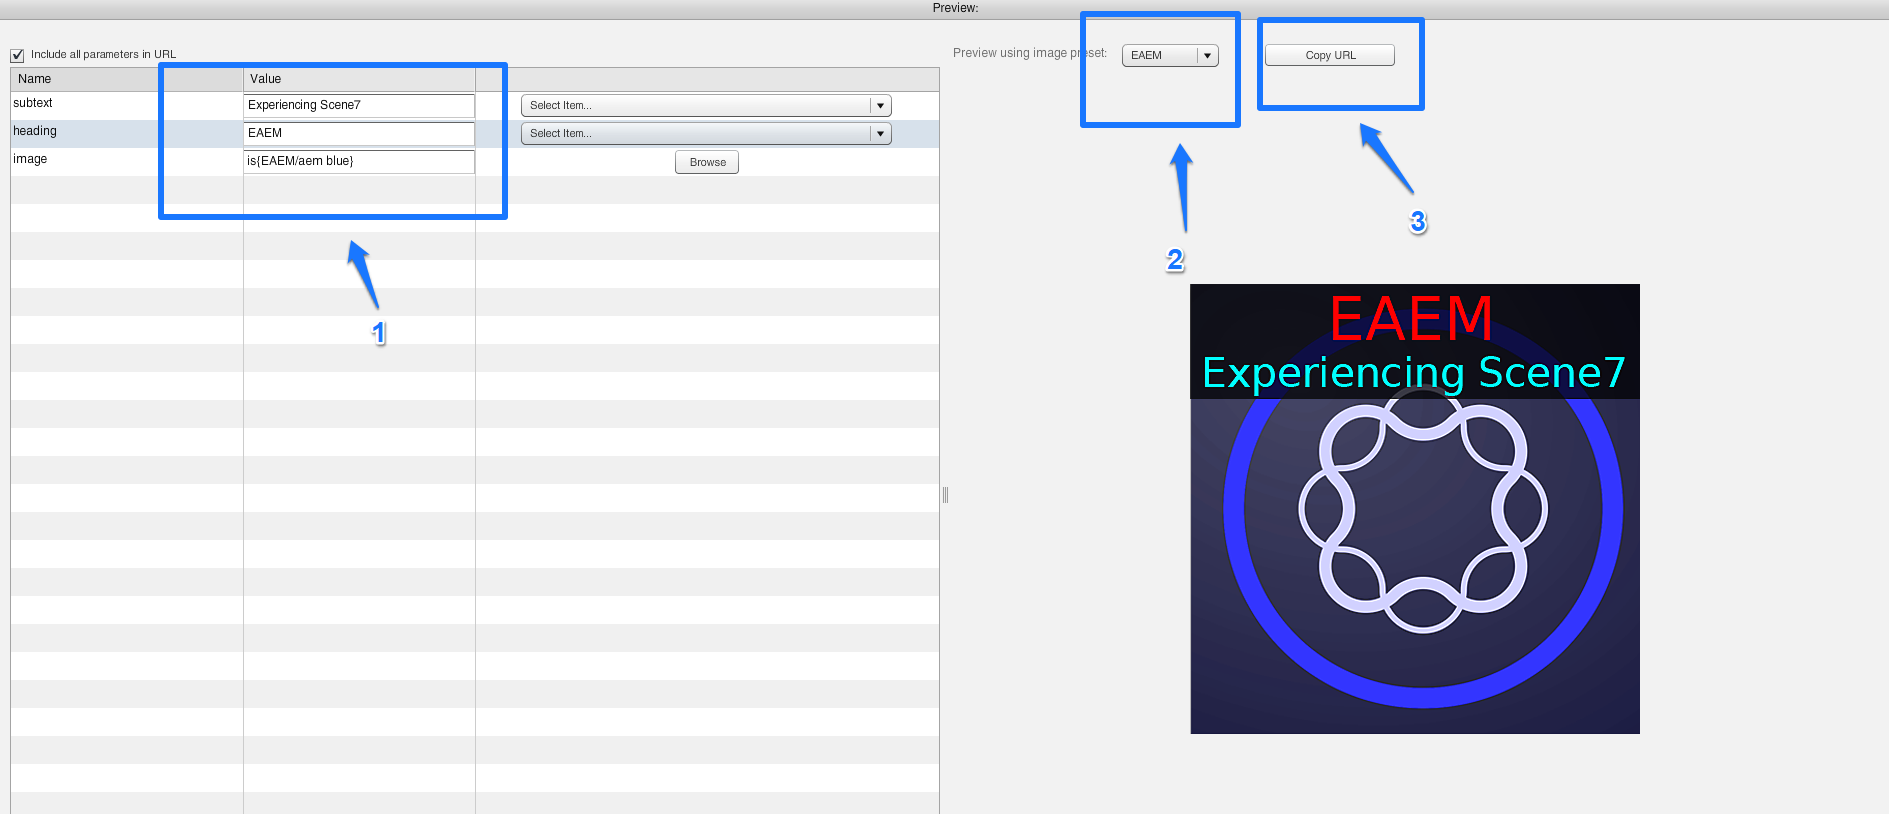 Preview:
Include all parameters in URL
Preview using image preset:
EAEM
Copy URL
Name
Value
subtext
Experiencing Scene7
Select Item...
heading
EAEM
Select Item...
image
is{EAEM/aem blue}
Browse
1
2
3
EAEM
Experiencing Scene7